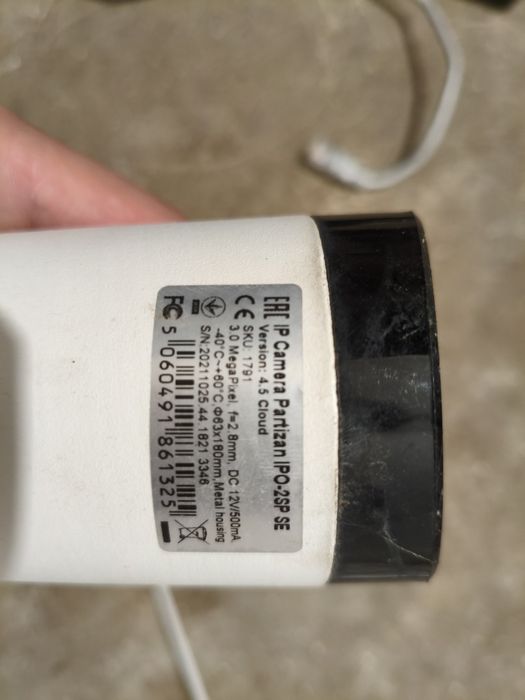 EAC IP Camera Partizan IPO-2SP SE
Version: 4.5 Cloud
CE SKU: 1791
3.0 MegaPixel, f=2.8mm, DC 12V/500mA
-40°C~+60°C, Φ63x180mm, Metal housing
S/N:20211025 44 1821 3346
FC 5 060491 861325